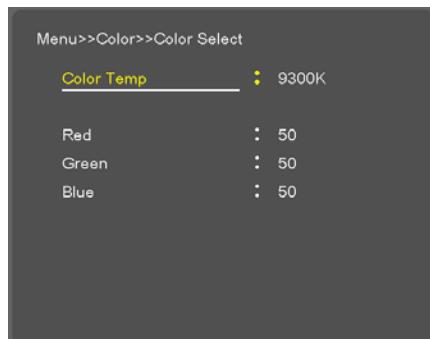 Menu>>Color>>Color Select
Color Temp : 9300K
Red : 50
Green : 50
Blue : 50